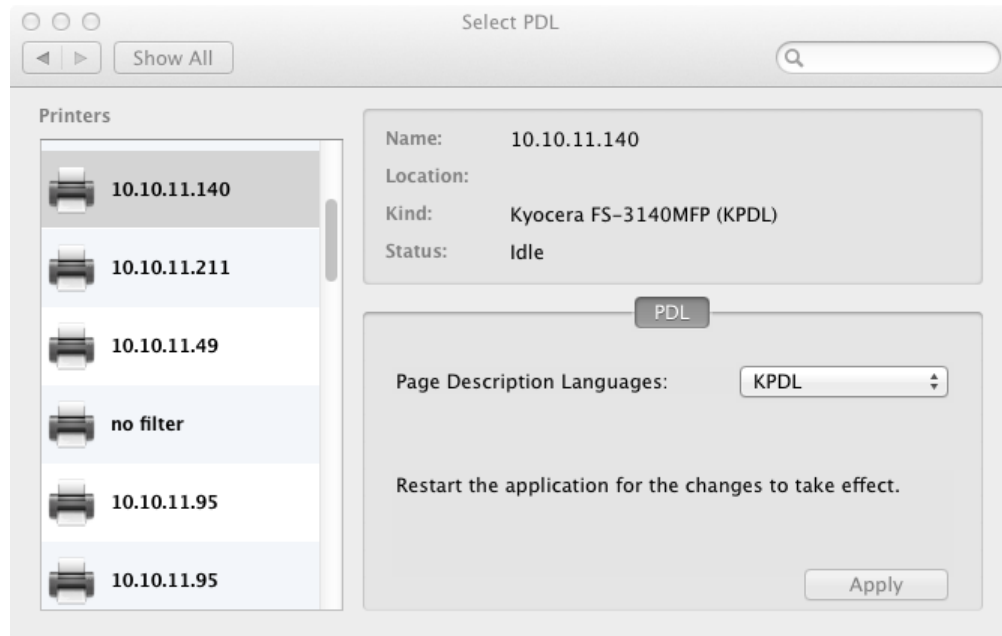 Select PDL
Show All
Printers
10.10.11.140
10.10.11.211
10.10.11.49
no filter
10.10.11.95
10.10.11.95
Name: 10.10.11.140
Location:
Kind: Kyocera FS-3140MFP (KPDL)
Status: Idle
PDL
Page Description Languages: KPDL
Restart the application for the changes to take effect.
Apply